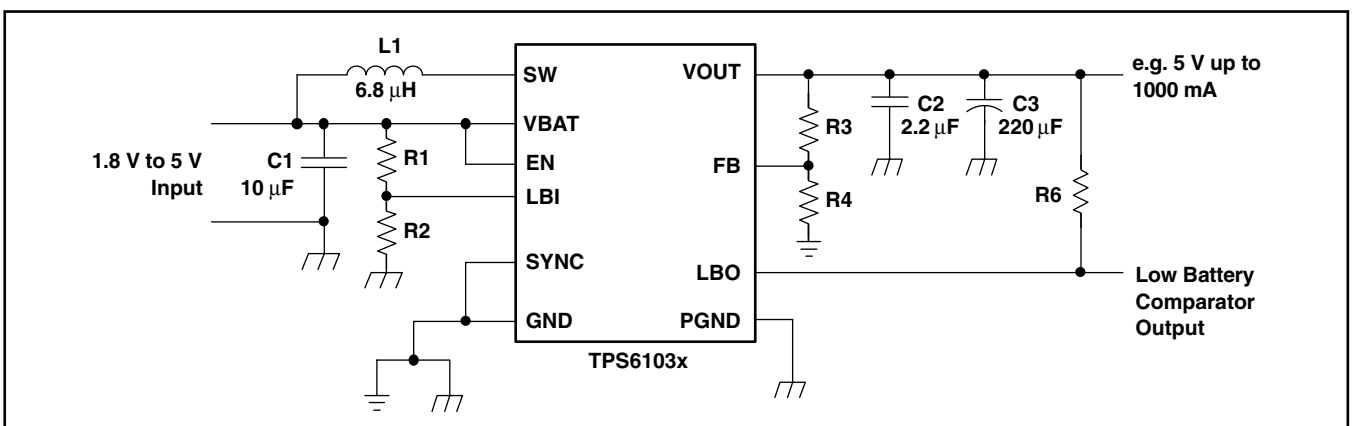 L1
6.8 μH
SW
VBAT
EN
LBI
SYNC
GND
VOUT
FB
LBO
PGND
TPS6103x
1.8 V to 5 V
Input
C1
10 μF
R1
R2
R3
R4
C2
2.2 μF
C3
220 μF
R6
e.g. 5 V up to
1000 mA
Low Battery
Comparator
Output